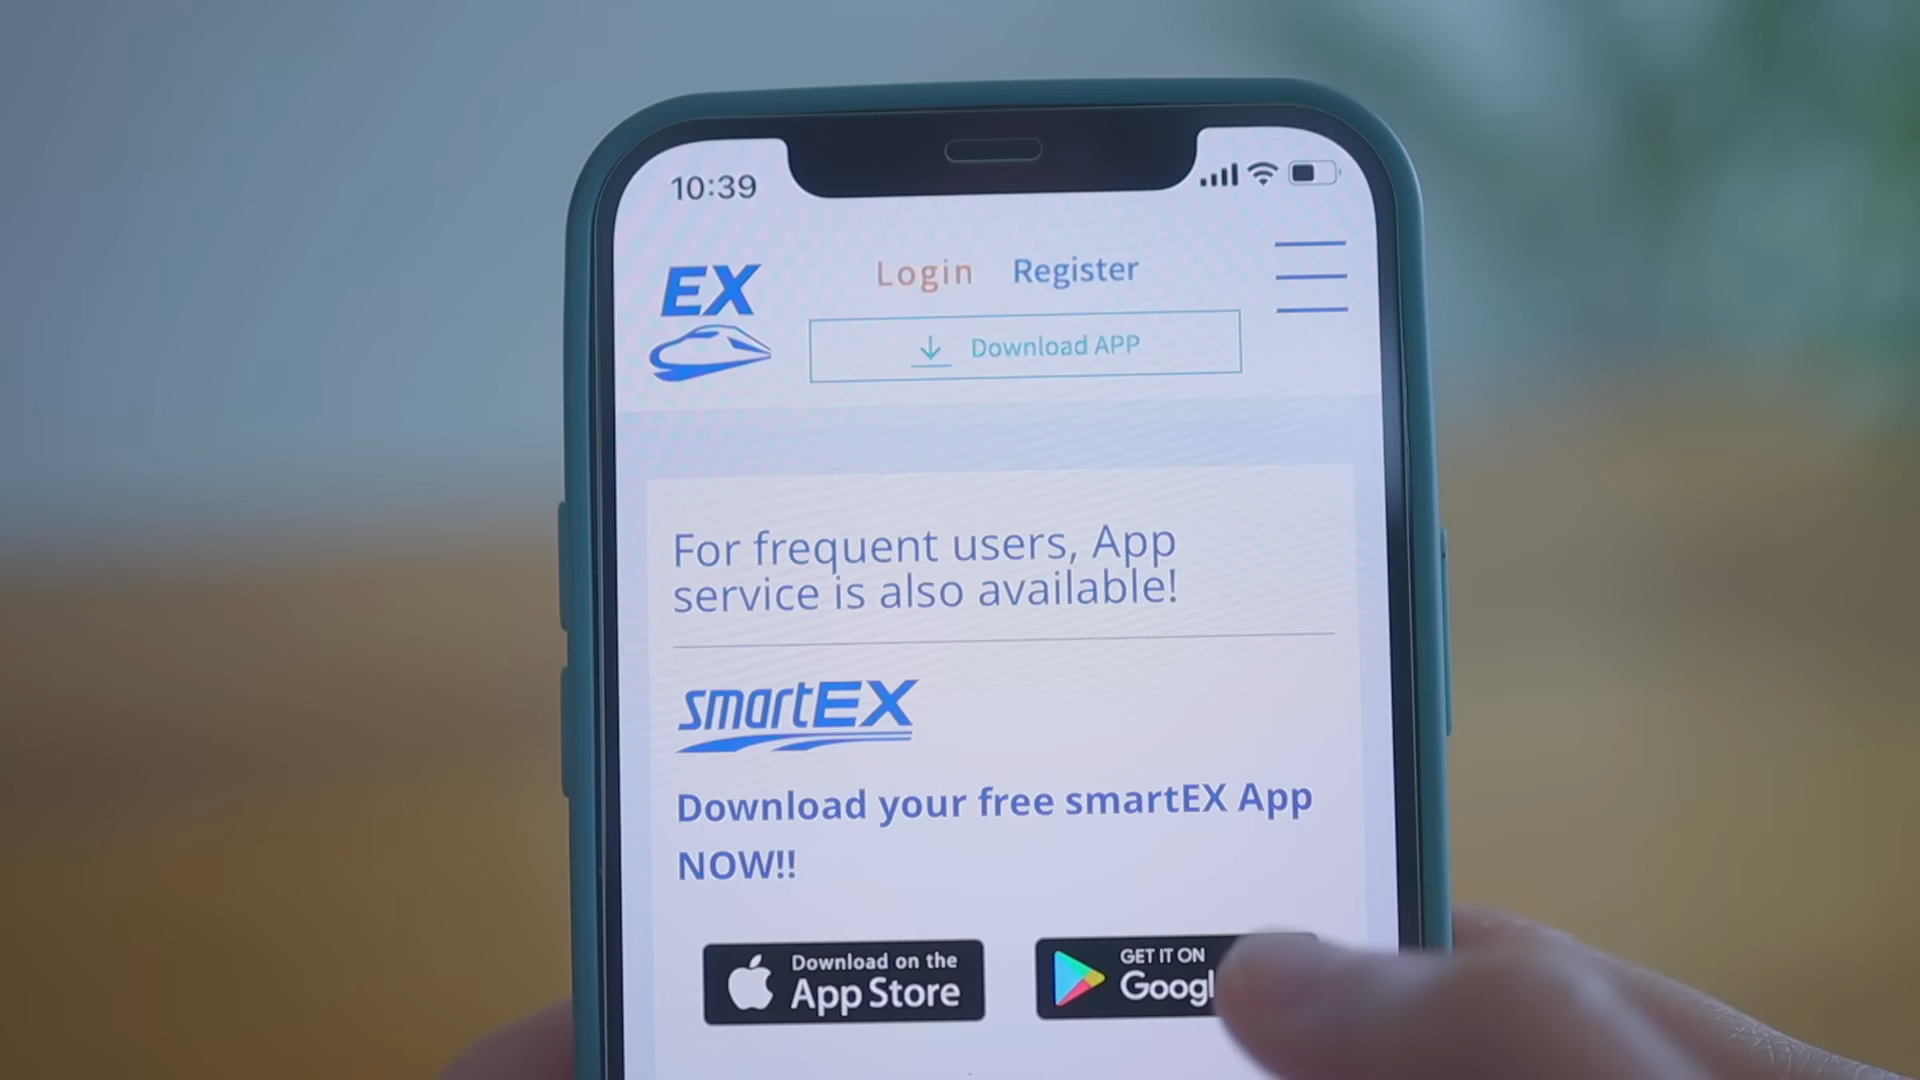 10:39
EX
Login Register
Download APP
For frequent users, App
service is also available!
smartEX
Download your free smartEX App
NOW!!
Download on the
App Store
GET IT ON